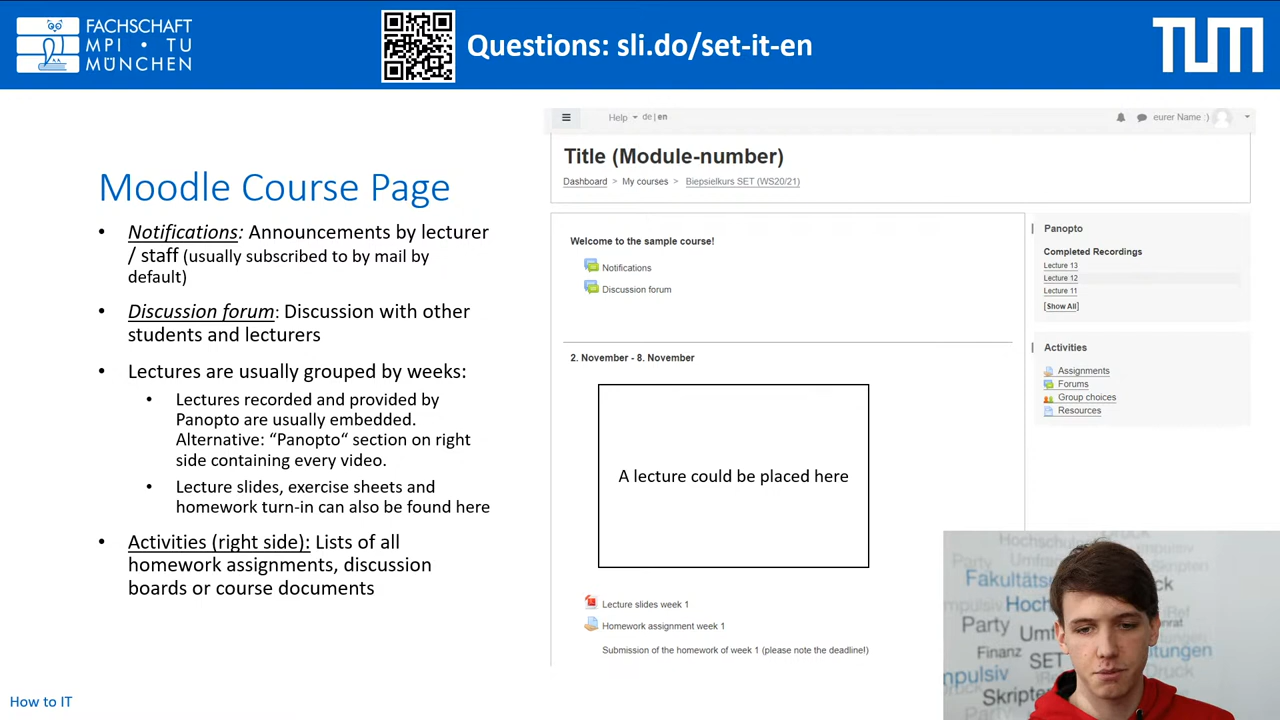 FACHSCHAFT
MPI • TU
MÜNCHEN
Questions: sli.do/set-it-en
TUM
Moodle Course Page
• Notifications: Announcements by lecturer
/ staff (usually subscribed to by mail by
default)
• Discussion forum: Discussion with other
students and lecturers
• Lectures are usually grouped by weeks:
• Lectures recorded and provided by
Panopto are usually embedded.
Alternative: “Panopto“ section on right
side containing every video.
• Lecture slides, exercise sheets and
homework turn-in can also be found here
• Activities (right side): Lists of all
homework assignments, discussion
boards or course documents
Help de | en
eurer Name :)
Title (Module-number)
Dashboard > My courses > Biepsielkurs SET (WS20/21)
Welcome to the sample course!
Notifications
Discussion forum
2. November - 8. November
A lecture could be placed here
Lecture slides week 1
Homework assignment week 1
Submission of the homework of week 1 (please note the deadline!)
Panopto
Completed Recordings
Lecture 13
Lecture 12
Lecture 11
[Show All]
Activities
Assignments
Forums
Group choices
Resources
Hochschul
Umfra
Skripten
Fakultäts
Hoch
Party
Umf
Finanz
SET
Skripten
Druck
How to IT